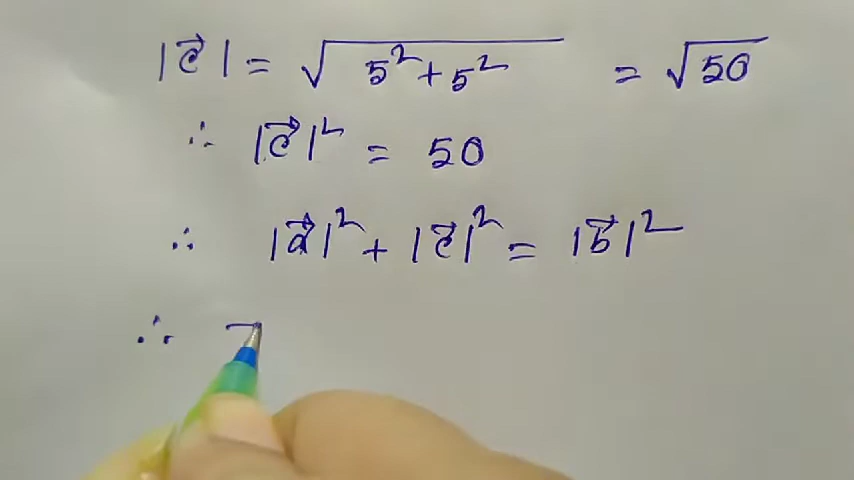 |c⃗| = √(5² + 5²) = √50
∴ |c⃗|² = 50
∴ |a⃗|² + |c⃗|² = |b⃗|²
∴